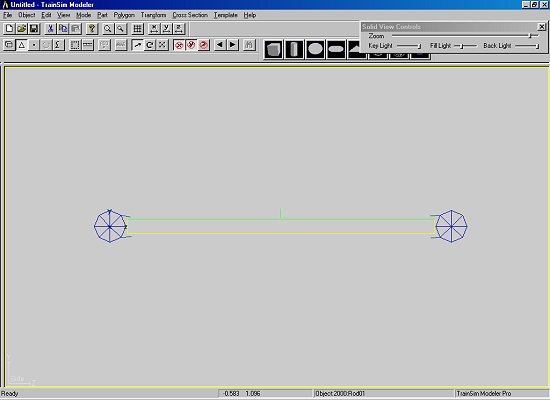 Untitled - TrainSim Modeler
File Object Edit View Mode Part Polygon Transform Cross Section Template Help
Solid View Controls
Zoom
Key Light Fill Light Back Light
Side
Z
Ready -0.583 1.096 Object 2000:Rod01 TrainSim Modeler Pro